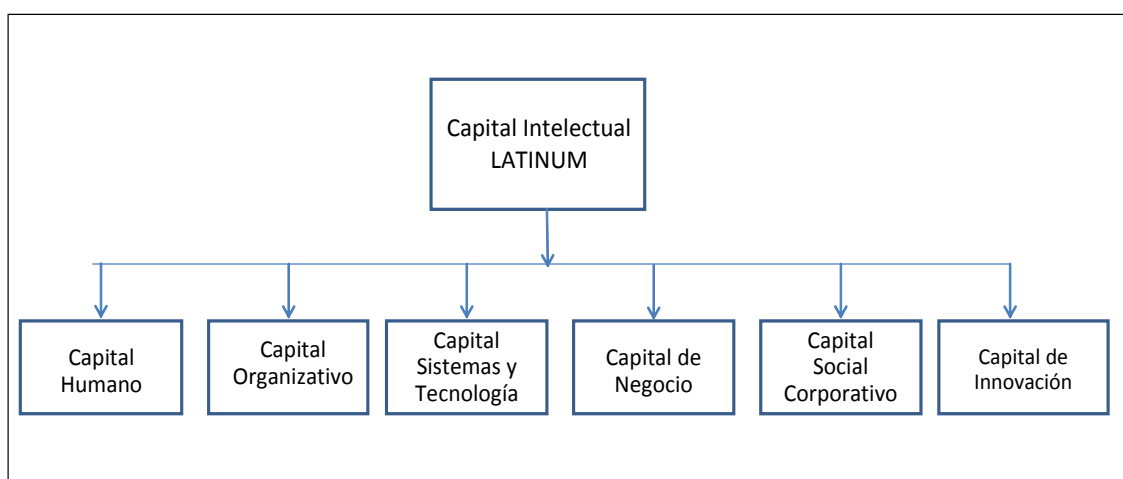 Capital Intelectual
LATINUM
Capital
Humano
Capital
Organizativo
Capital
Sistemas y
Tecnología
Capital de
Negocio
Capital
Social
Corporativo
Capital de
Innovación